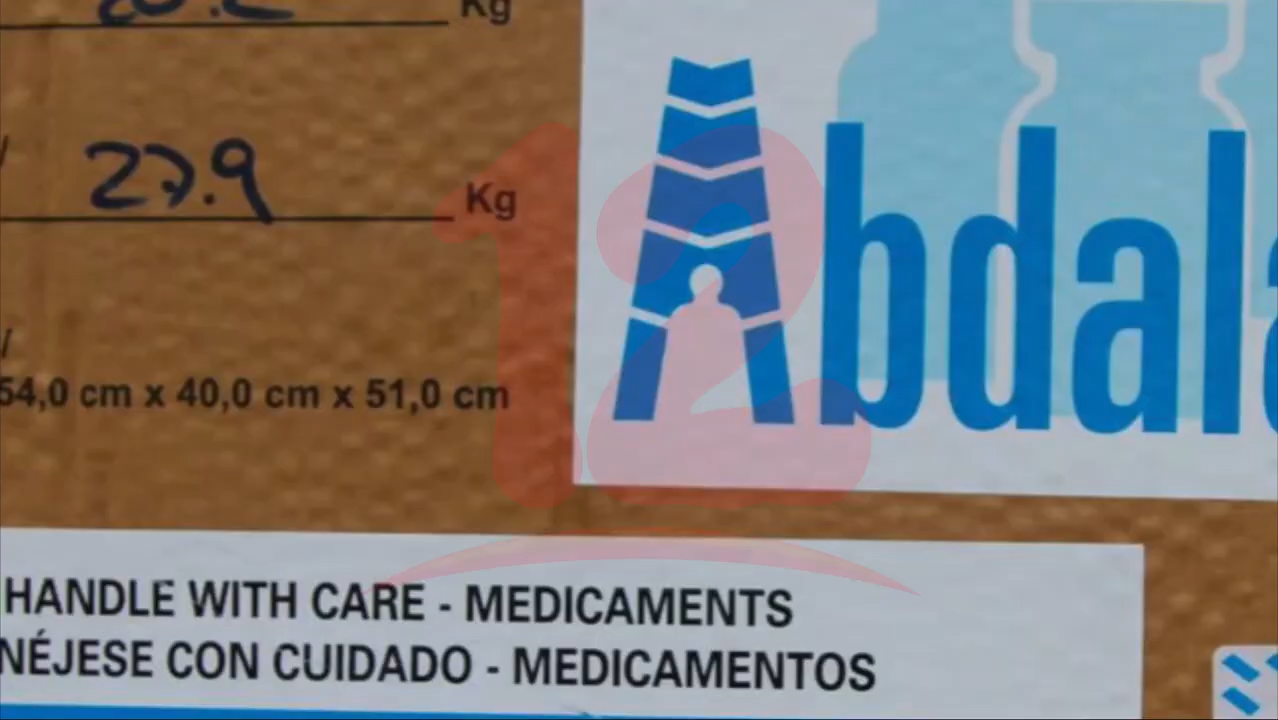 Kg
27.9 Kg
54,0 cm x 40,0 cm x 51,0 cm
Abdala
HANDLE WITH CARE - MEDICAMENTS
NÉJESE CON CUIDADO - MEDICAMENTOS
12